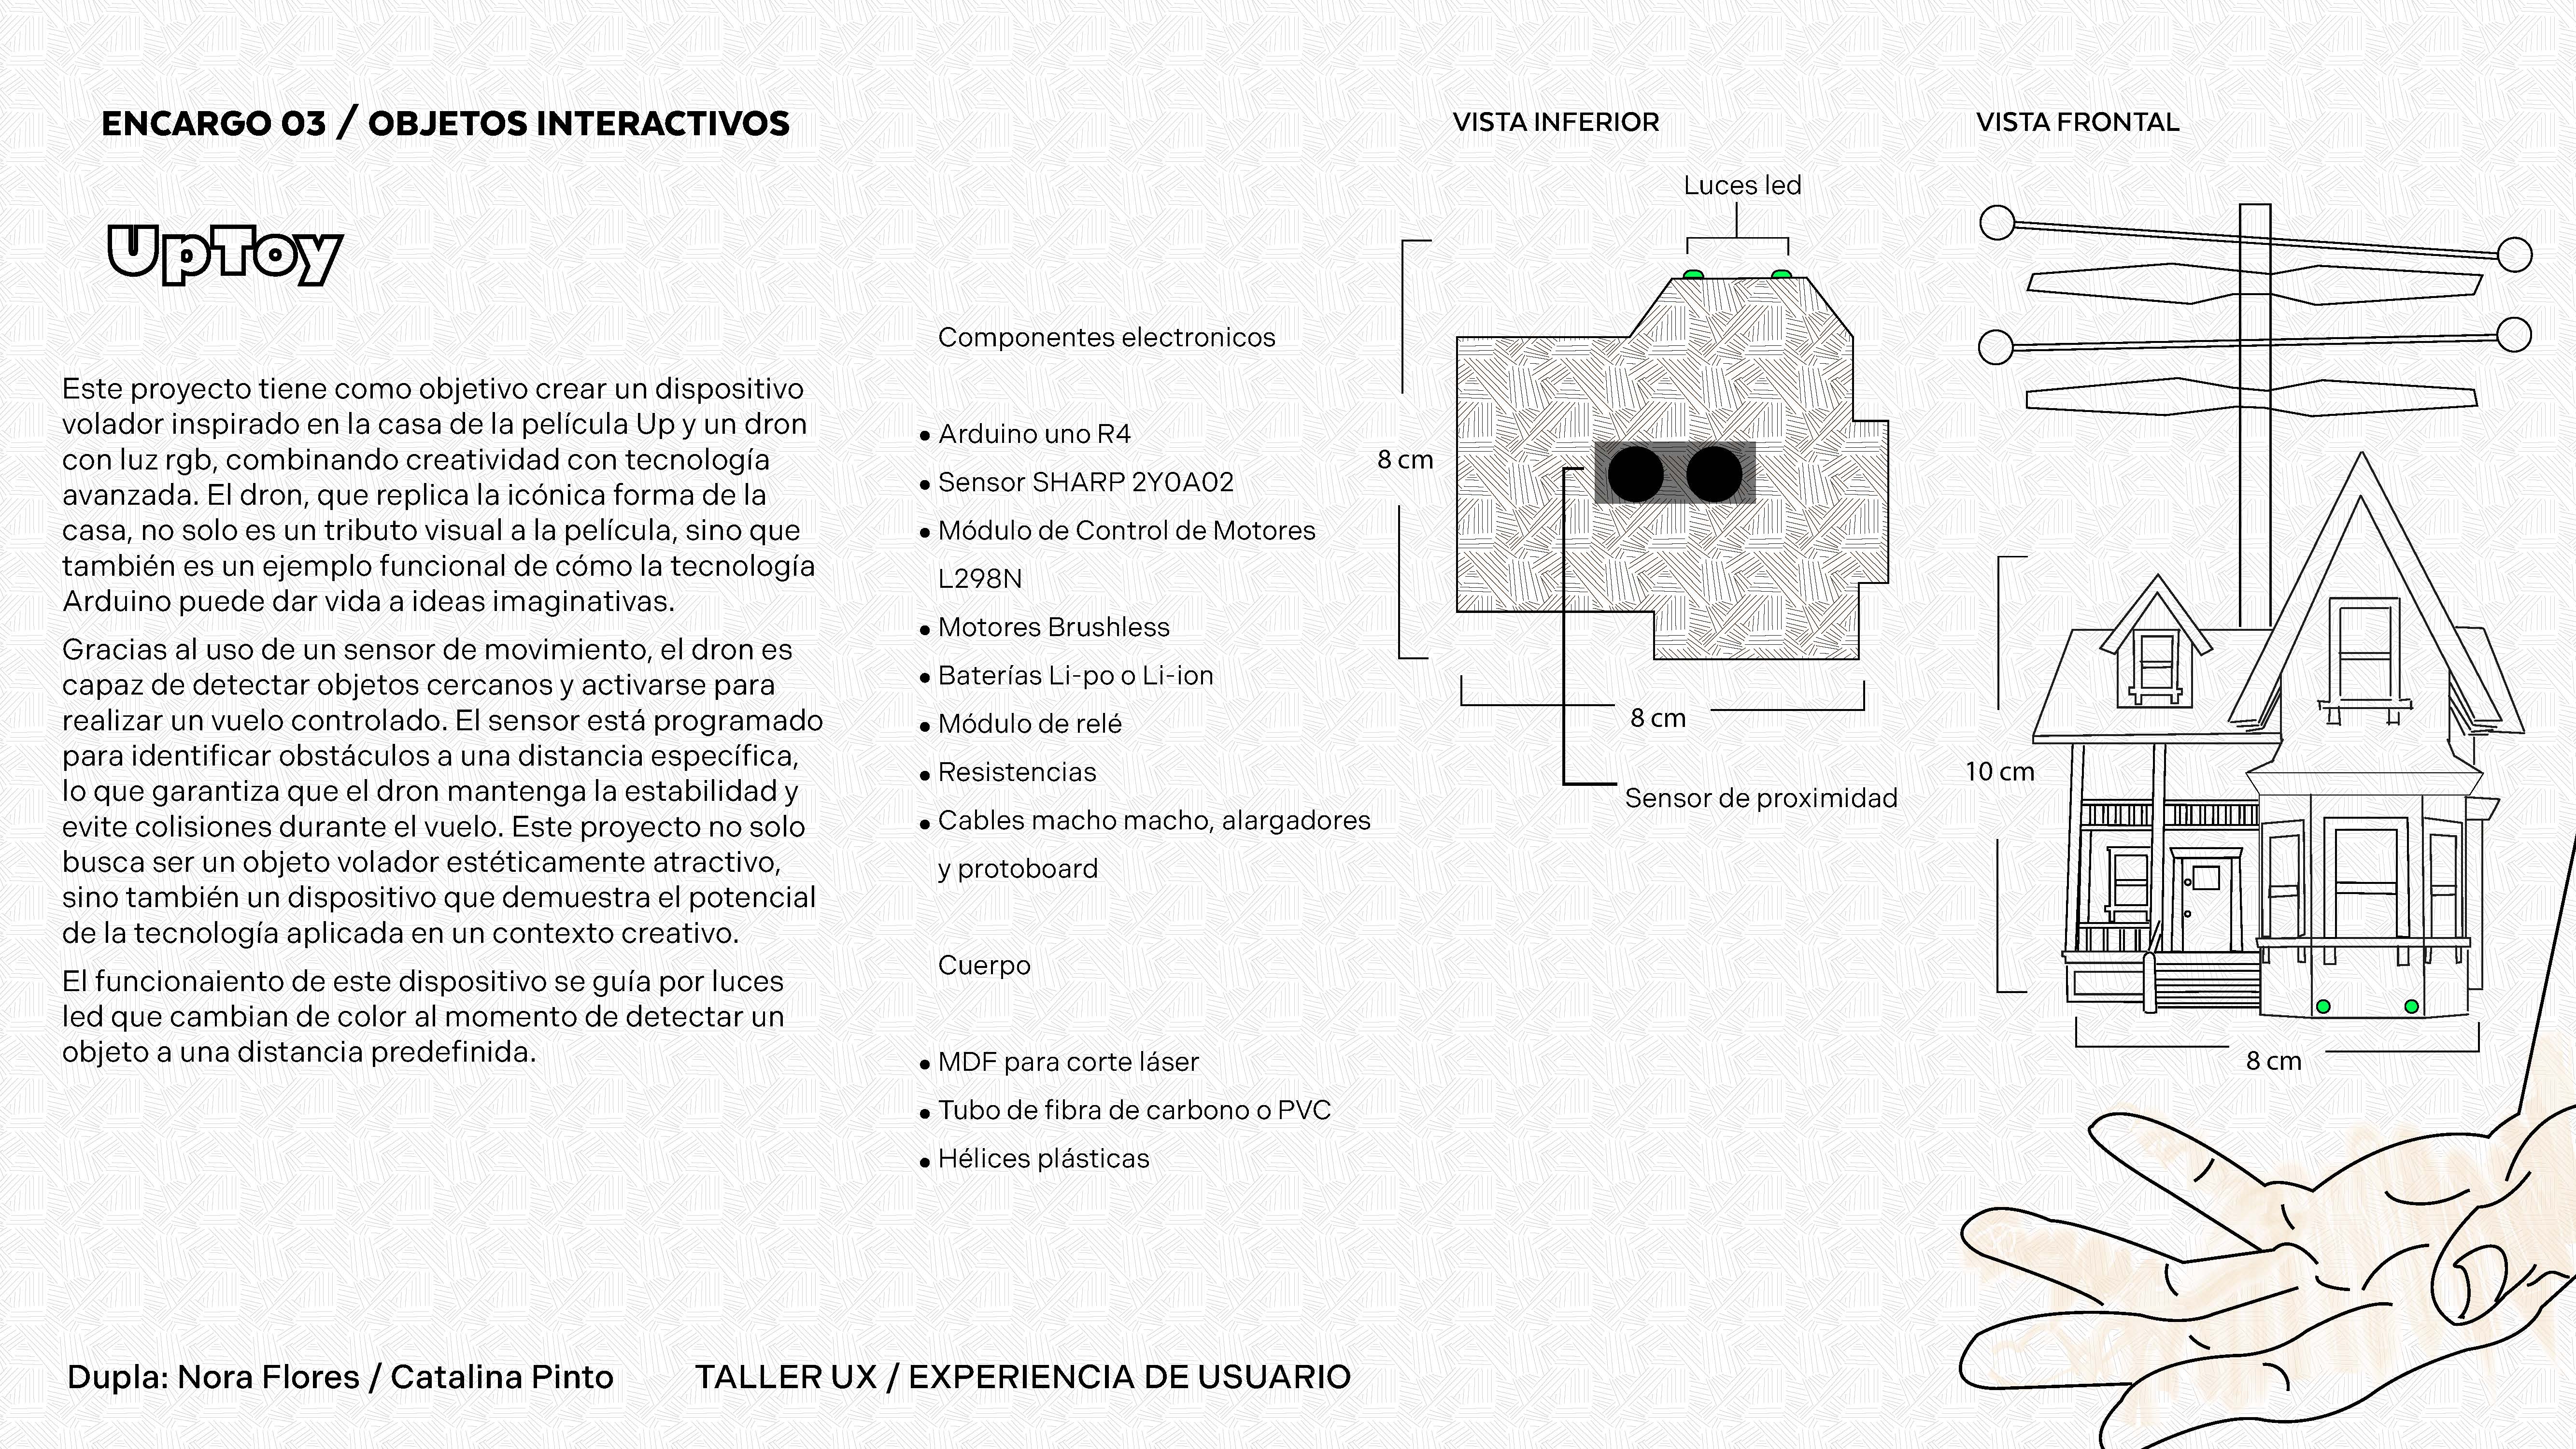 ENCARGO 03 / OBJETOS INTERACTIVOS
UpToy
Este proyecto tiene como objetivo crear un dispositivo
volador inspirado en la casa de la película Up y un dron
con luz rgb, combinando creatividad con tecnología
avanzada. El dron, que replica la icónica forma de la
casa, no solo es un tributo visual a la película, sino que
también es un ejemplo funcional de cómo la tecnología
Arduino puede dar vida a ideas imaginativas.
Gracias al uso de un sensor de movimiento, el dron es
capaz de detectar objetos cercanos y activarse para
realizar un vuelo controlado. El sensor está programado
para identificar obstáculos a una distancia específica,
lo que garantiza que el dron mantenga la estabilidad y
evite colisiones durante el vuelo. Este proyecto no solo
busca ser un objeto volador estéticamente atractivo,
sino también un dispositivo que demuestra el potencial
de la tecnología aplicada en un contexto creativo.
El funcionaiento de este dispositivo se guía por luces
led que cambian de color al momento de detectar un
objeto a una distancia predefinida.
Componentes electronicos
• Arduino uno R4
• Sensor SHARP 2Y0A02
• Módulo de Control de Motores
L298N
• Motores Brushless
• Baterías Li-po o Li-ion
• Módulo de relé
• Resistencias
• Cables macho macho, alargadores
y protoboard
Cuerpo
• MDF para corte láser
• Tubo de fibra de carbono o PVC
• Hélices plásticas
VISTA INFERIOR
Luces led
8 cm
8 cm
Sensor de proximidad
VISTA FRONTAL
10 cm
8 cm
Dupla: Nora Flores / Catalina Pinto
TALLER UX / EXPERIENCIA DE USUARIO